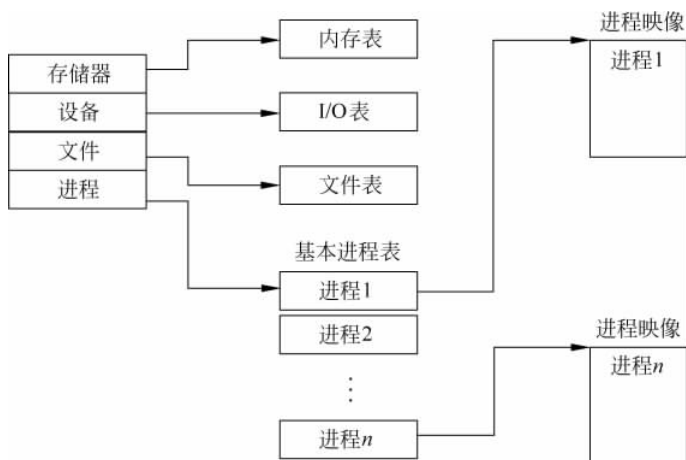 存储器
设备
文件
进程
内存表
I/O表
文件表
基本进程表
进程1
进程2
⋮
进程n
进程映像
进程1
进程映像
进程n